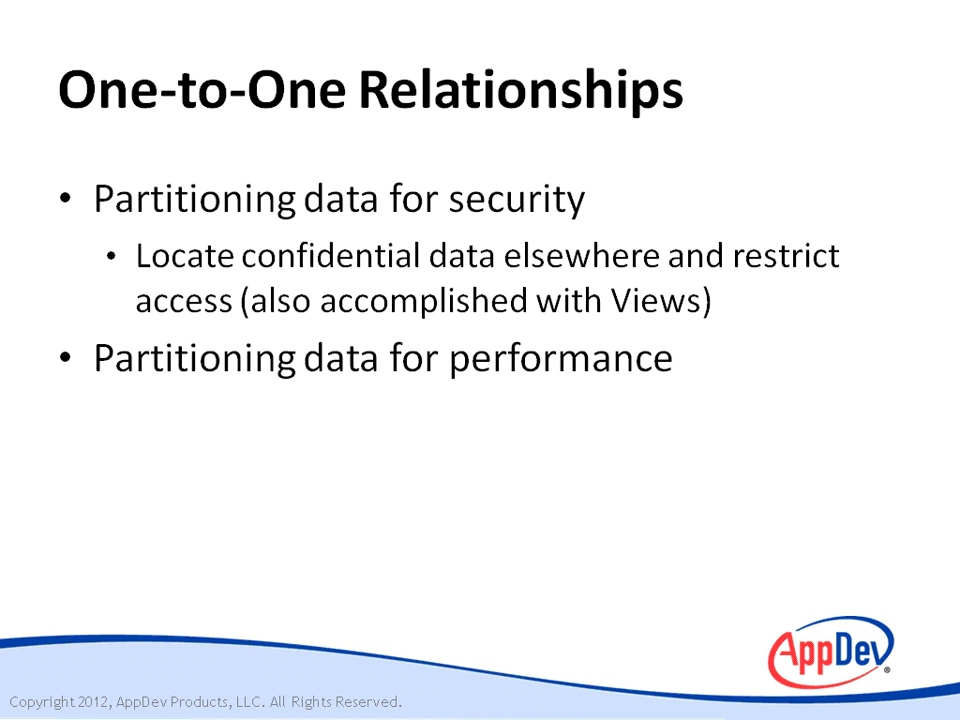 One-to-One Relationships
• Partitioning data for security
• Locate confidential data elsewhere and restrict
access (also accomplished with Views)
• Partitioning data for performance
AppDev®
Copyright 2012, AppDev Products, LLC. All Rights Reserved.